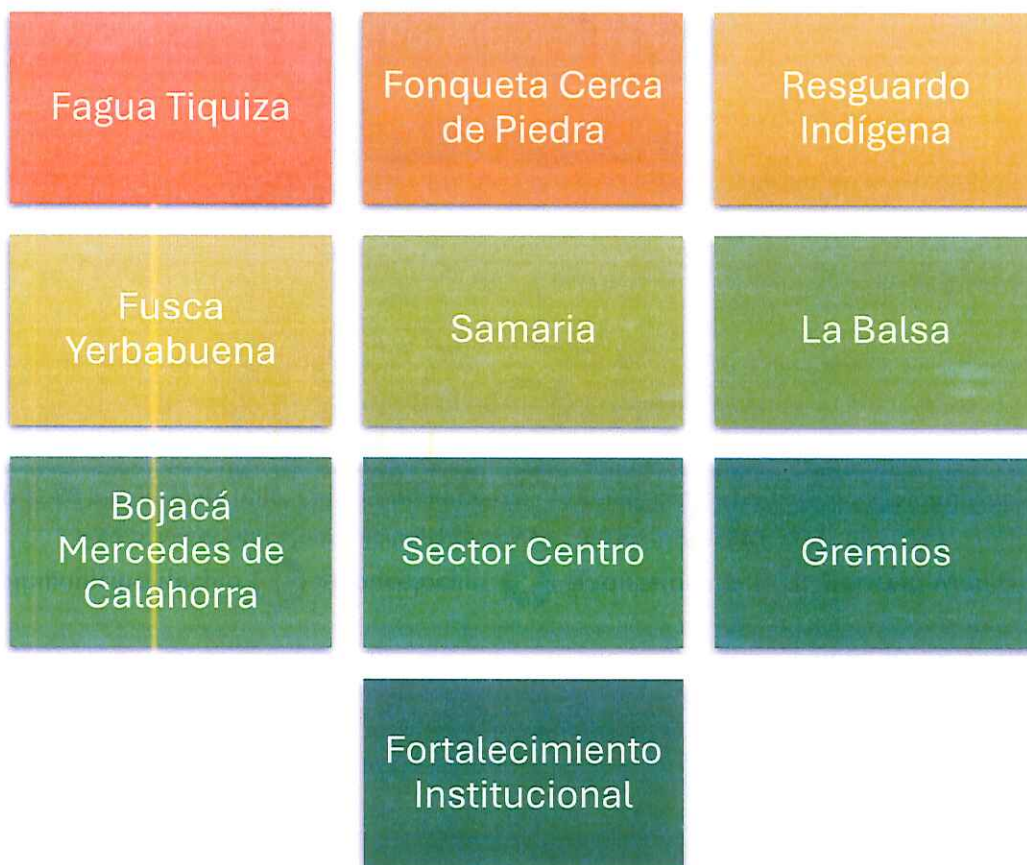 Fagua Tiquiza
Fonqueta Cerca
de Piedra
Resguardo
Indígena
Fusca
Yerbabuena
Samaria
La Balsa
Bojacá
Mercedes de
Calahorra
Sector Centro
Gremios
Fortalecimiento
Institucional